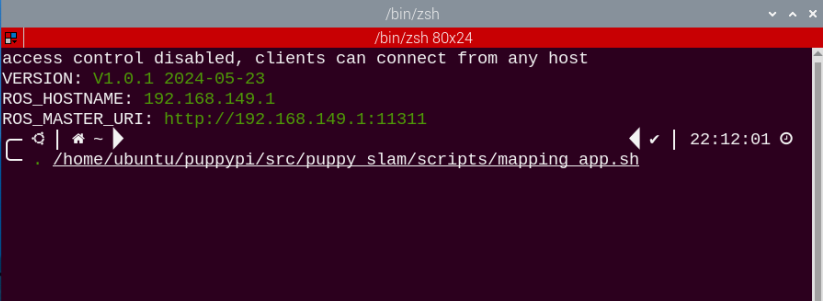 /bin/zsh
/bin/zsh 80x24
access control disabled, clients can connect from any host
VERSION: V1.0.1 2024-05-23
ROS_HOSTNAME: 192.168.149.1
ROS_MASTER_URI: http://192.168.149.1:11311
~ ✔ 22:12:01
. /home/ubuntu/puppypi/src/puppy_slam/scripts/mapping_app.sh